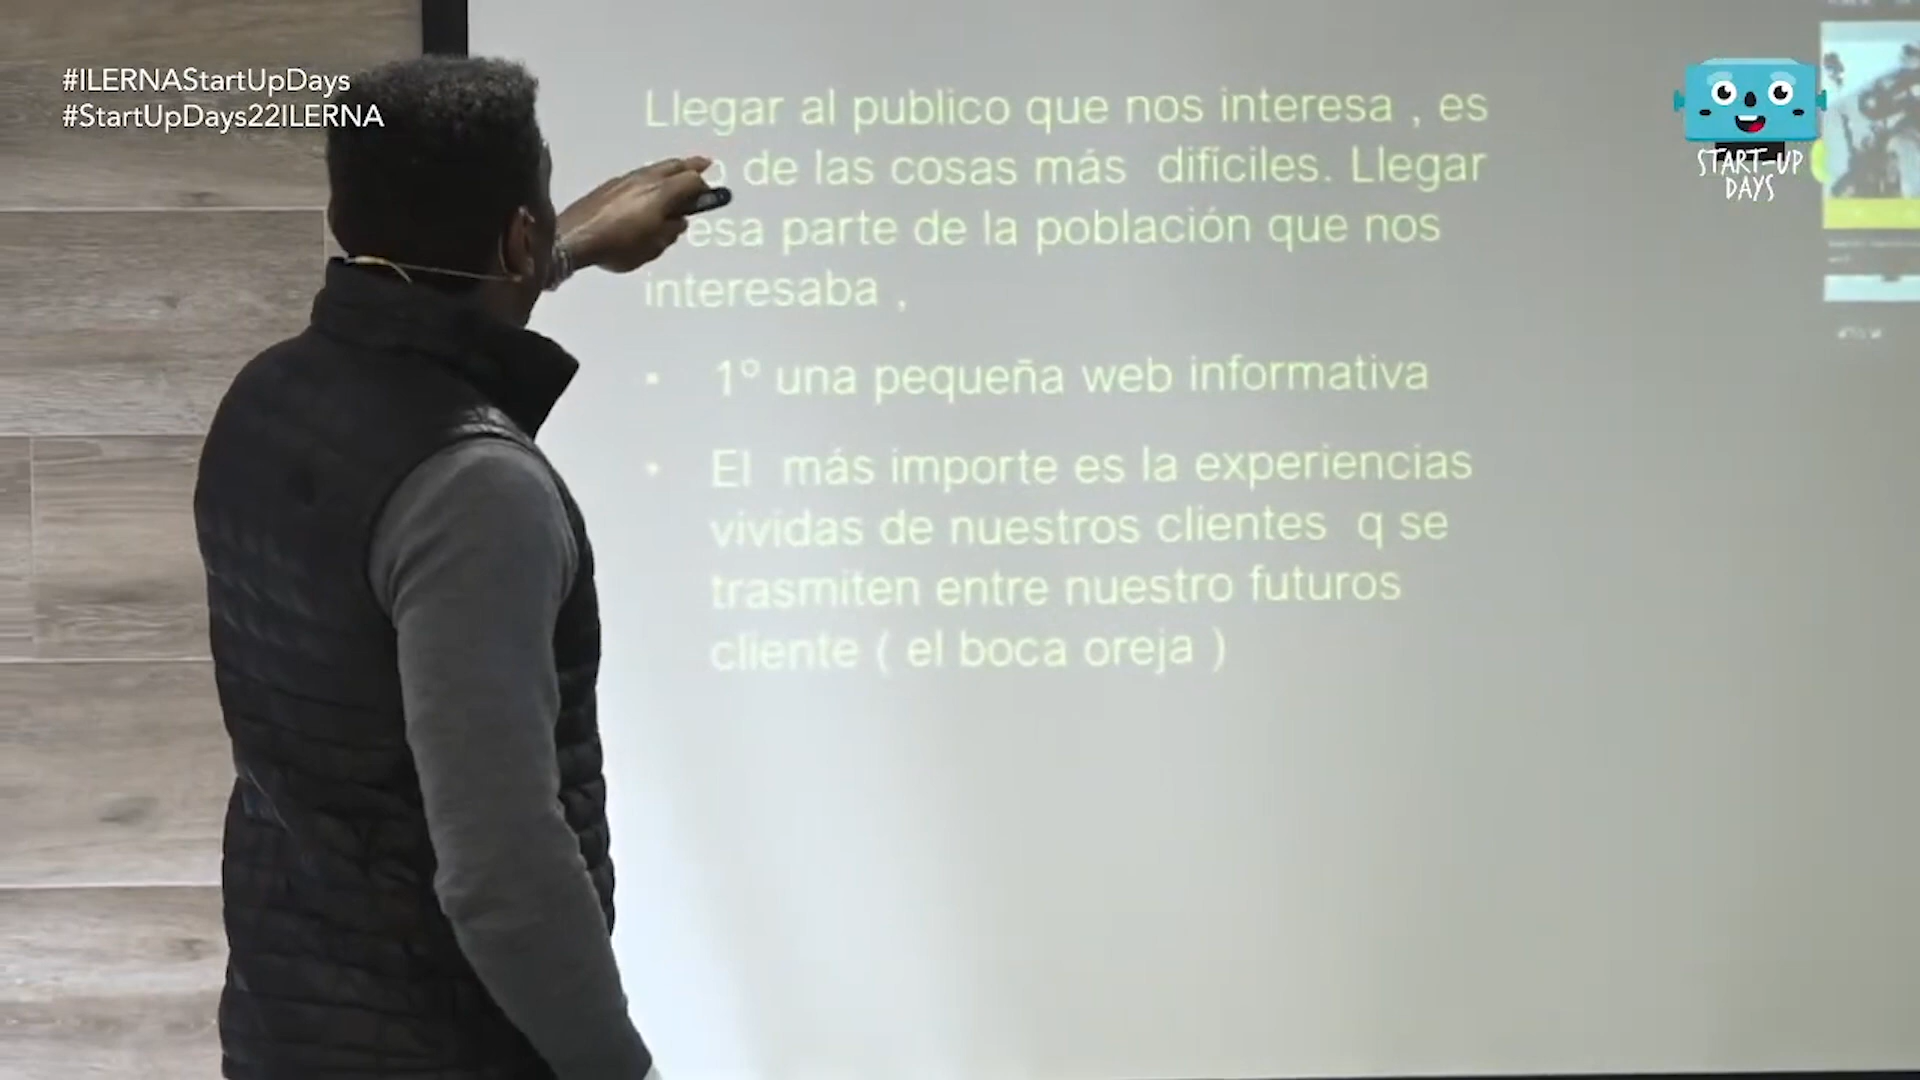 #ILERNAStartUpDays
#StartUpDays22ILERNA
START-UP
DAYS
Llegar al publico que nos interesa , es
de las cosas más difíciles. Llegar
esa parte de la población que nos
interesaba ,
• 1º una pequeña web informativa
• El más importe es la experiencias
vividas de nuestros clientes q se
trasmiten entre nuestro futuros
cliente ( el boca oreja )